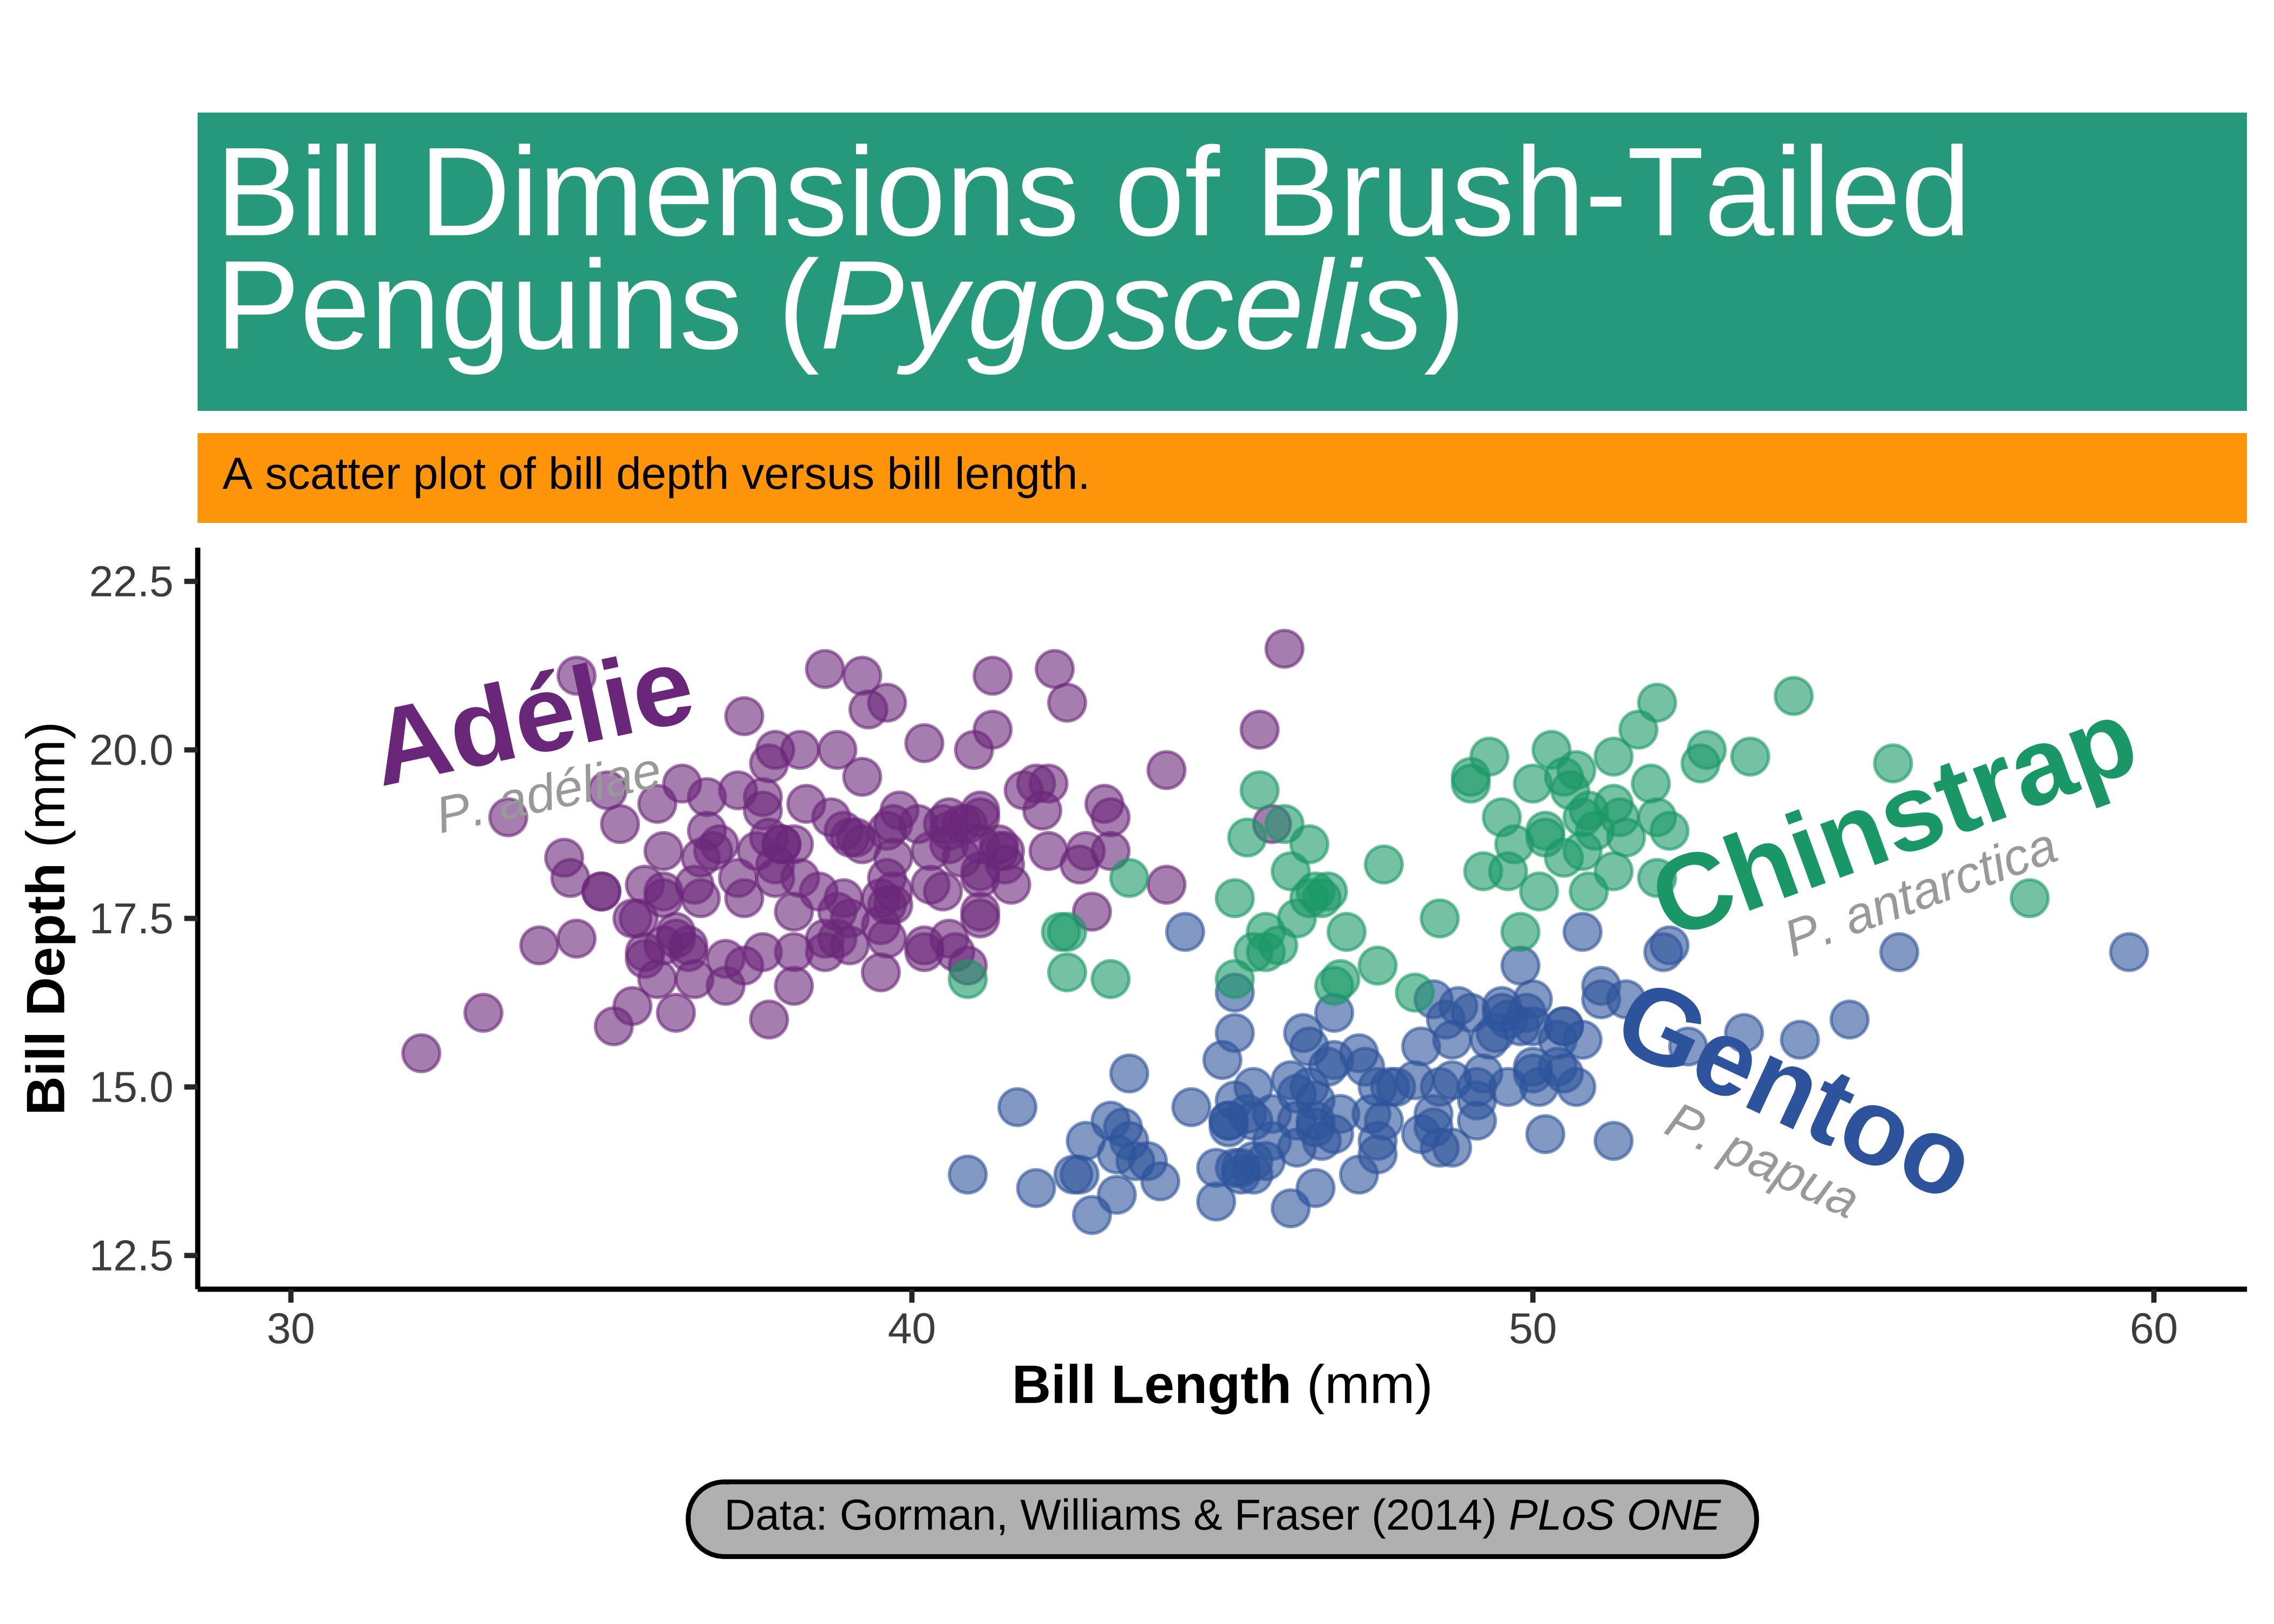 Bill Dimensions of Brush-Tailed
Penguins (Pygoscelis)
A scatter plot of bill depth versus bill length.
22.5
20.0
17.5
15.0
12.5
Bill Depth (mm)
Adélie
P. adéliae
Chinstrap
P. antarctica
Gentoo
P. papua
30 40 50 60
Bill Length (mm)
Data: Gorman, Williams & Fraser (2014) PLoS ONE